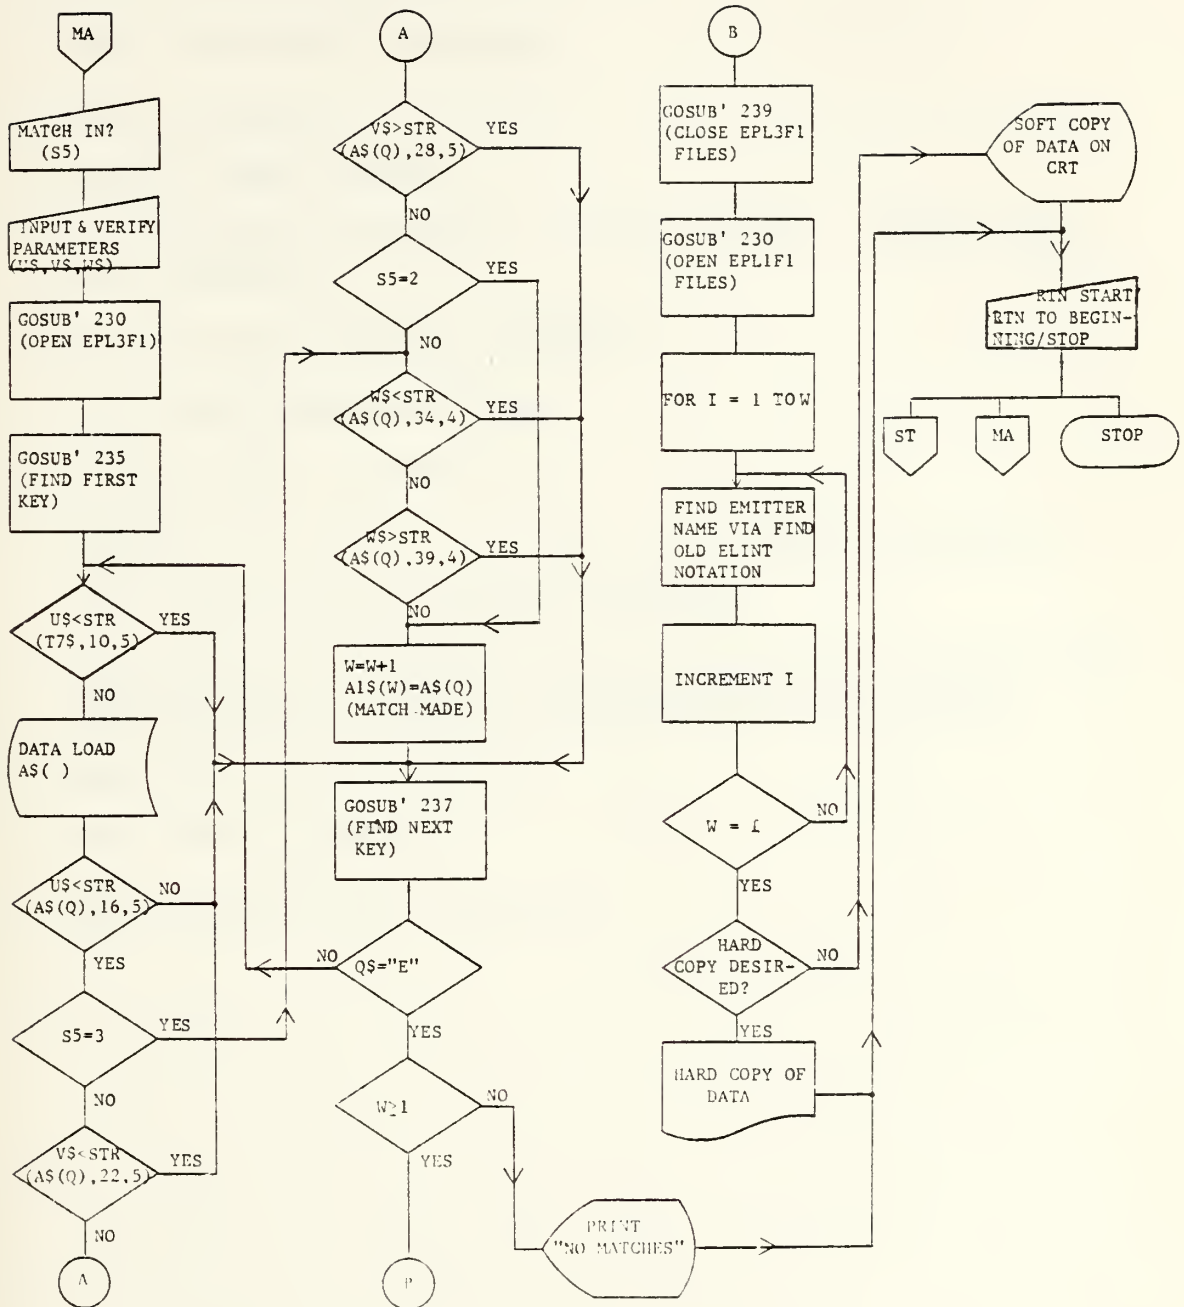 MA
MATCH IN?
(S5)
INPUT & VERIFY
PARAMETERS
(U$,V$,W$)
GOSUB' 230
(OPEN EPL3F1)
GOSUB' 235
(FIND FIRST
KEY)
U$<STR
(T7$,10,5)
YES
NO
DATA LOAD
A$( )
U$<STR
(A$(Q),16,5)
NO
YES
S5=3
YES
NO
V$<STR
(A$(Q),22,5)
YES
NO
A
A
V$>STR
(A$(Q),28,5)
YES
NO
S5=2
YES
NO
W$<STR
A$(Q),34,4)
YES
NO
W$>STR
(A$(Q),39,4)
YES
NO
W=W+1
A1$(W)=A$(Q)
(MATCH MADE)
GOSUB' 237
(FIND NEXT
KEY)
NO
Q$="E"
YES
W≥1
NO
YES
PRINT
"NO MATCHES"
B
GOSUB' 239
(CLOSE EPL3F1
FILES)
GOSUB' 230
(OPEN EPL1F1
FILES)
FOR I = 1 TO W
FIND EMITTER
NAME VIA FIND
OLD ELINT
NOTATION
INCREMENT I
W =
NO
YES
HARD
COPY DESIR-
ED?
NO
YES
HARD COPY OF
DATA
SOFT COPY
OF DATA ON
CRT
RTN START/
RTN TO BEGIN-
NING/STOP
ST
MA
STOP